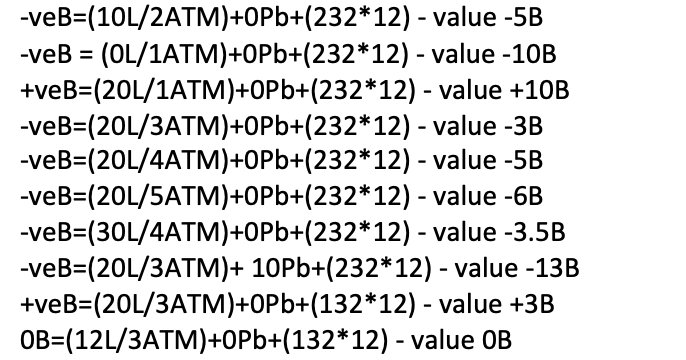 -veB=(10L/2ATM)+0Pb+(232*12) - value -5B
-veB = (0L/1ATM)+0Pb+(232*12) - value -10B
+veB=(20L/1ATM)+0Pb+(232*12) - value +10B
-veB=(20L/3ATM)+0Pb+(232*12) - value -3B
-veB=(20L/4ATM)+0Pb+(232*12) - value -5B
-veB=(20L/5ATM)+0Pb+(232*12) - value -6B
-veB=(30L/4ATM)+0Pb+(232*12) - value -3.5B
-veB=(20L/3ATM)+ 10Pb+(232*12) - value -13B
+veB=(20L/3ATM)+0Pb+(132*12) - value +3B
0B=(12L/3ATM)+0Pb+(132*12) - value 0B